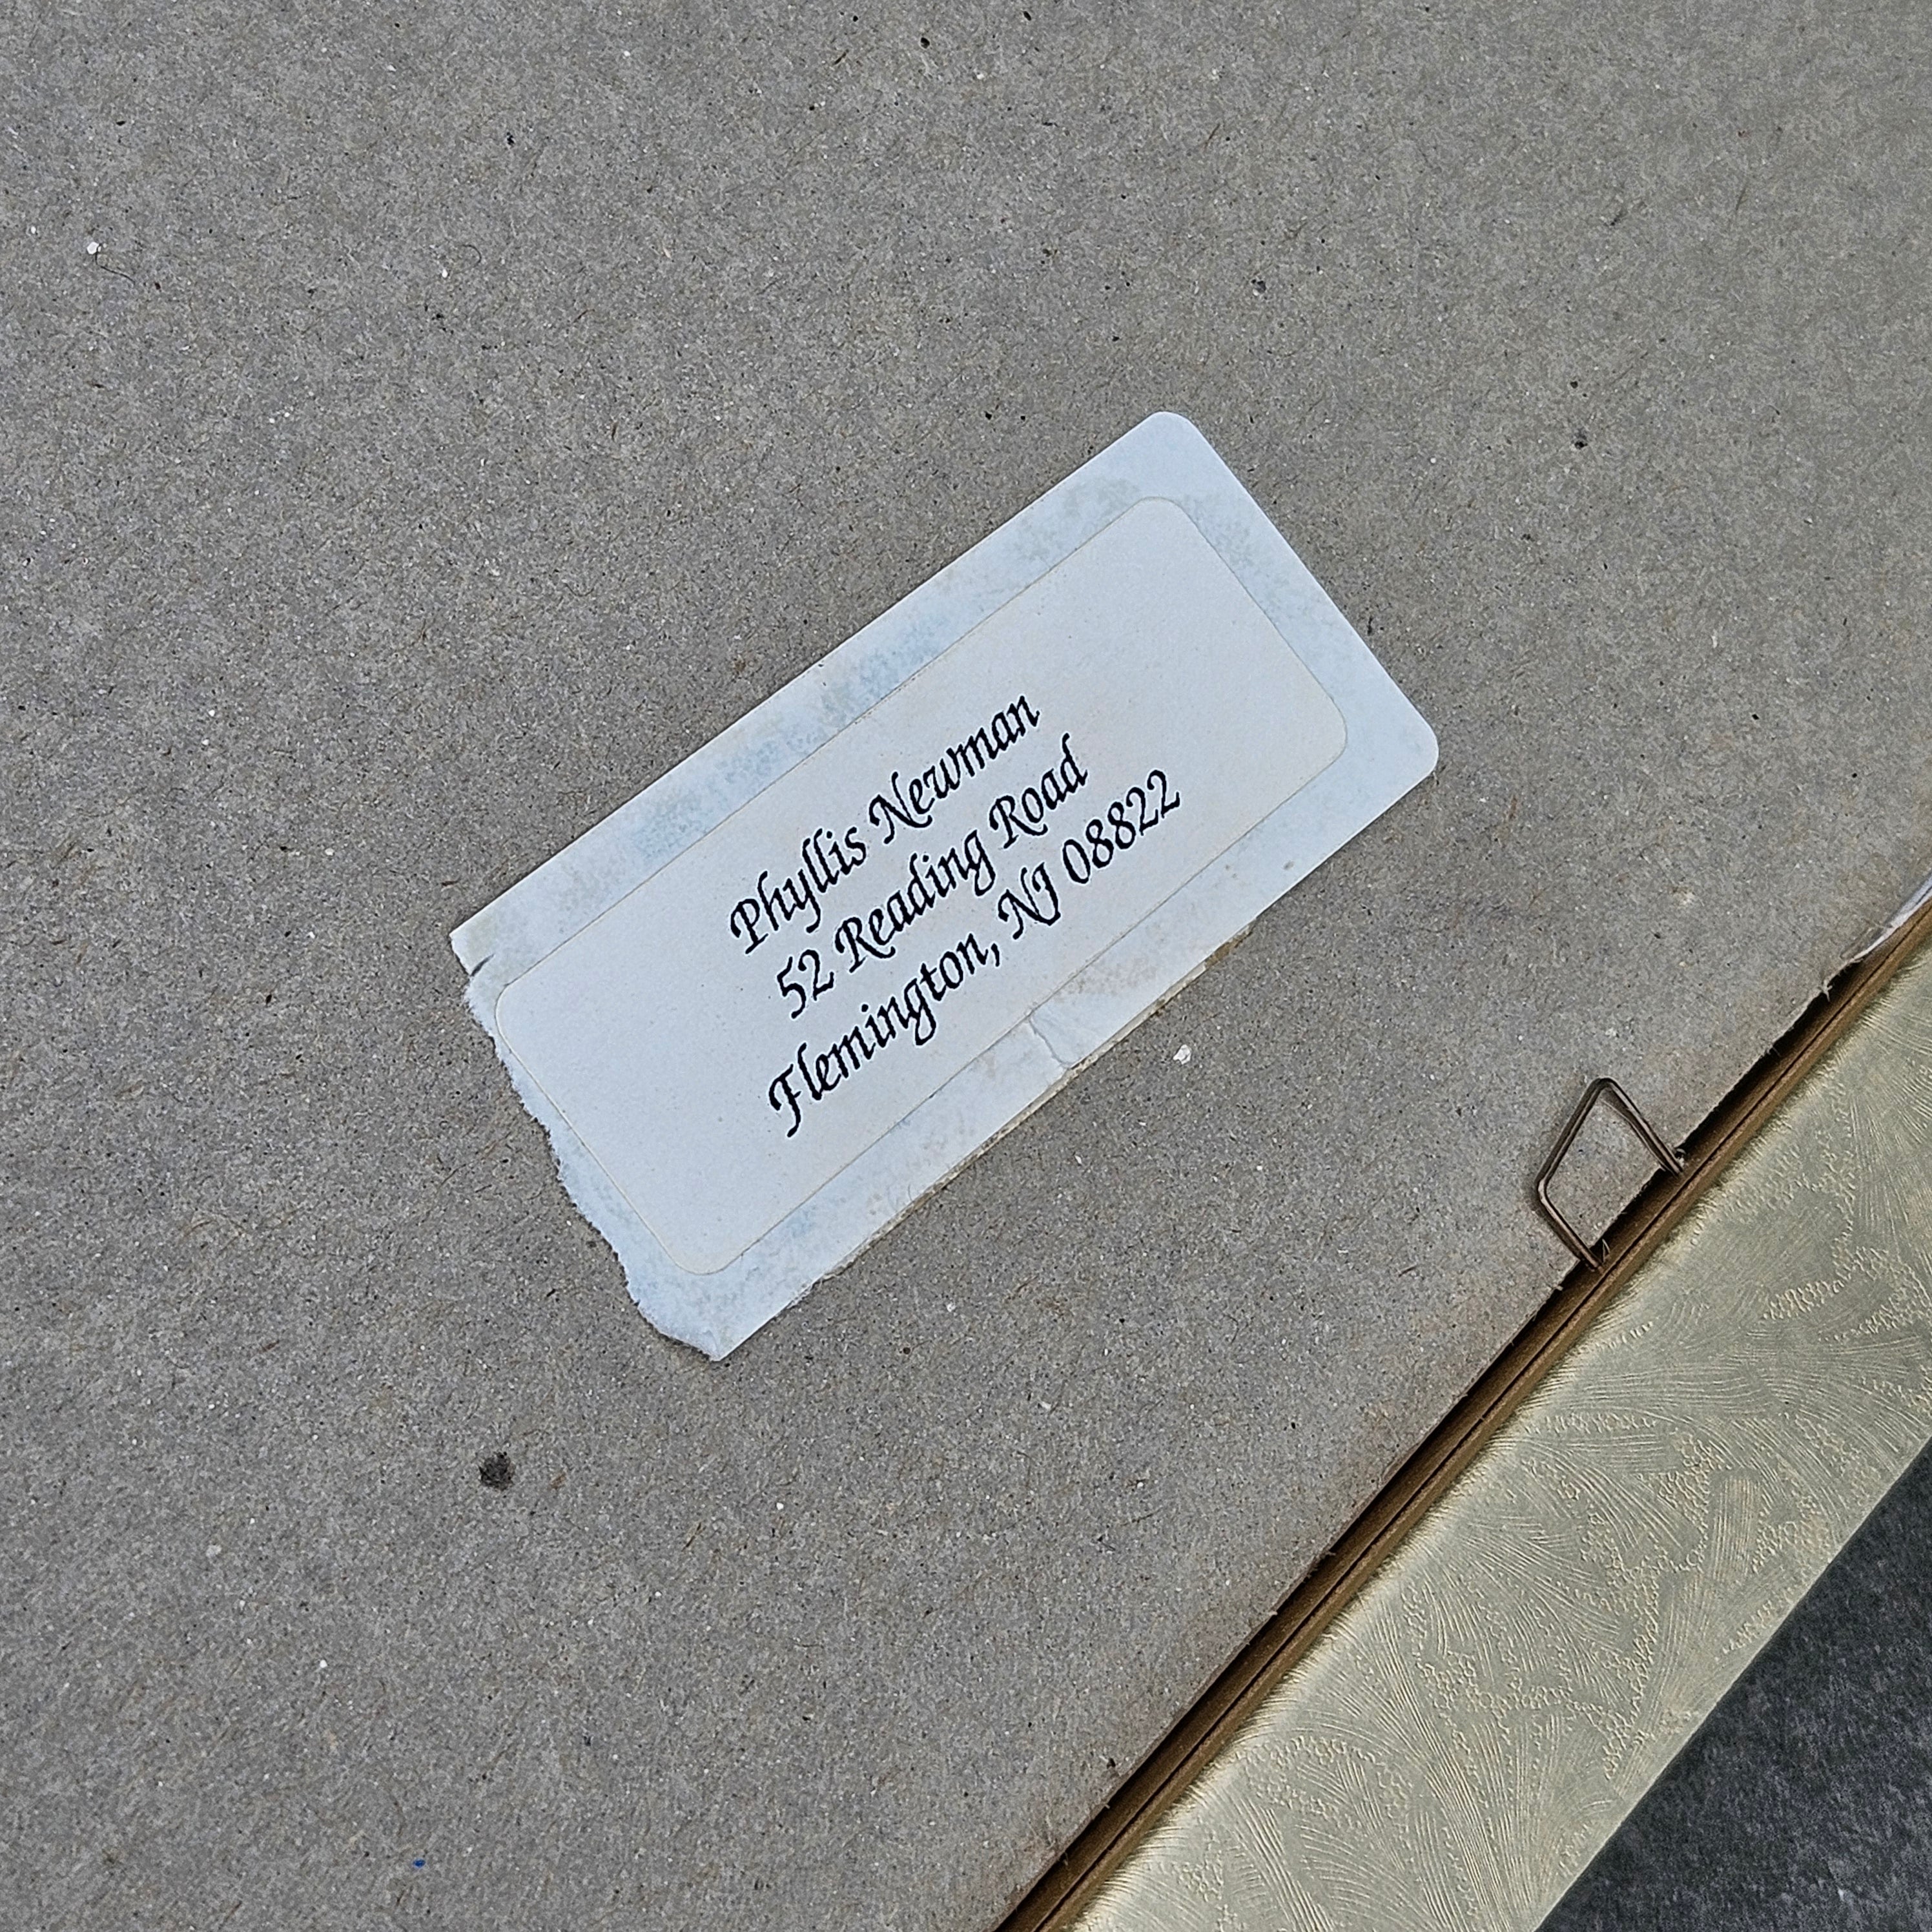 Phyllis Newman
52 Reading Road
Flemington, NJ 08822